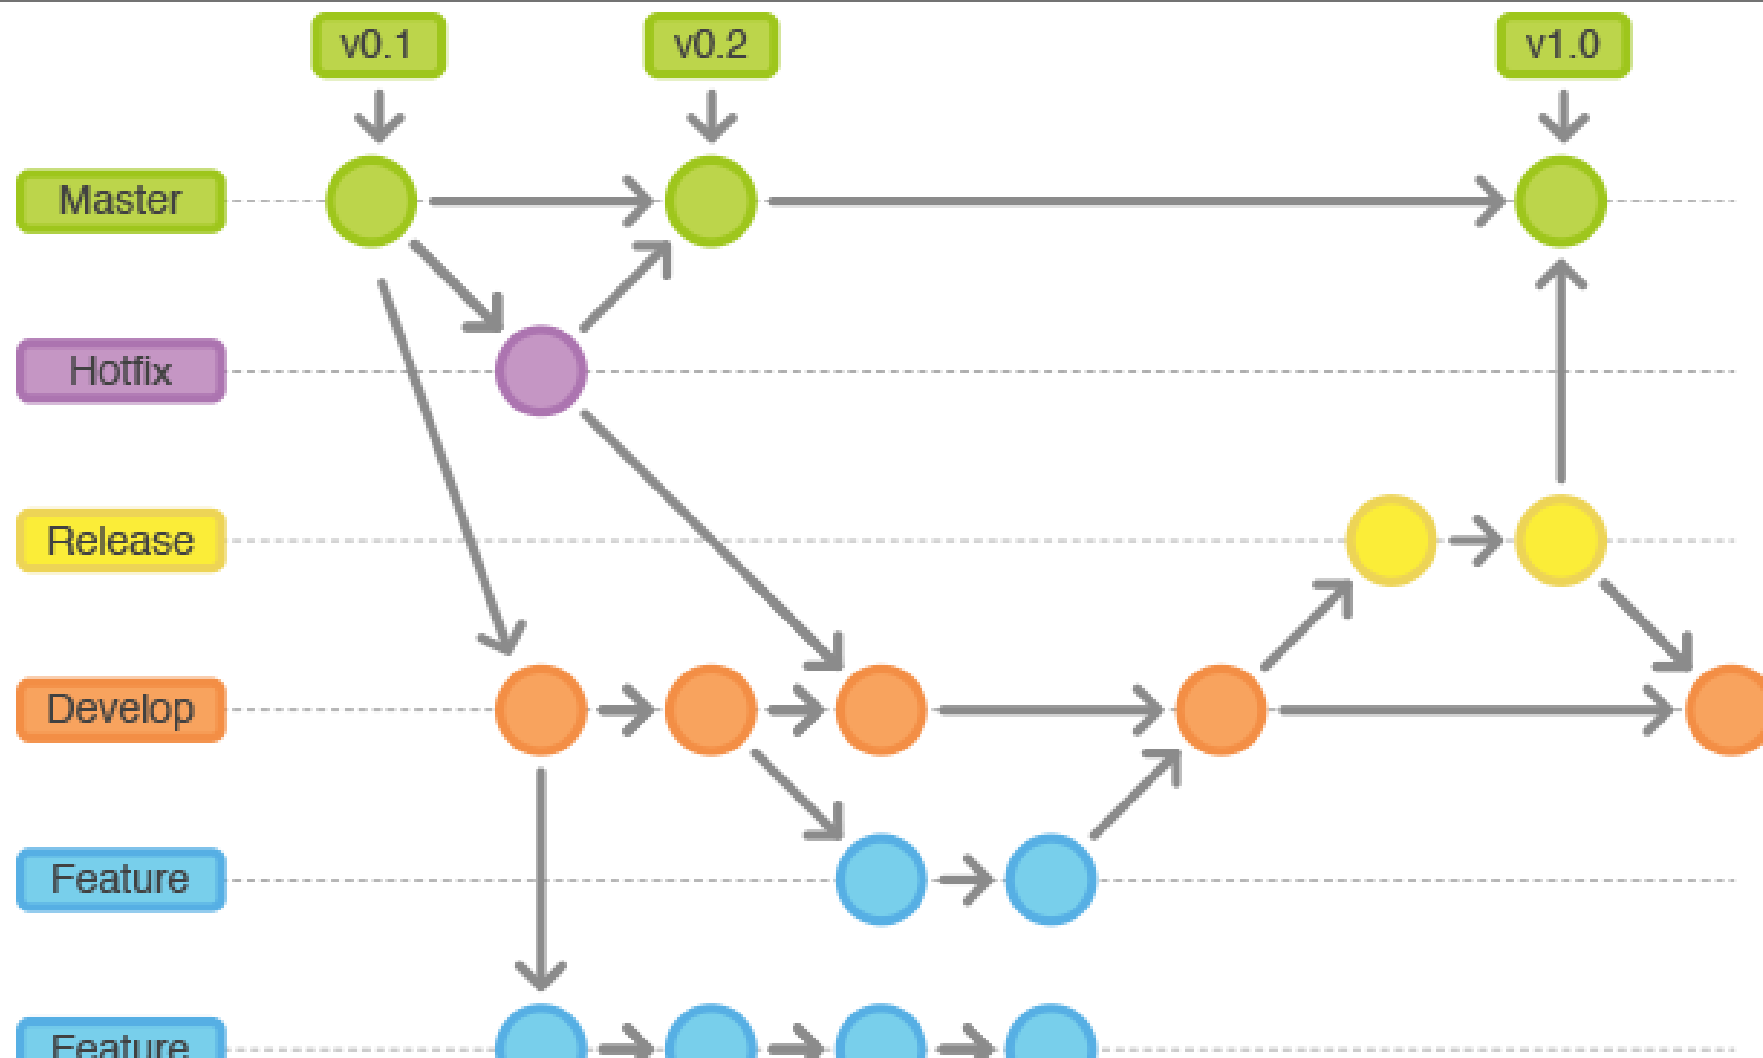 v0.1
v0.2
v1.0
Master
Hotfix
Release
Develop
Feature
Feature